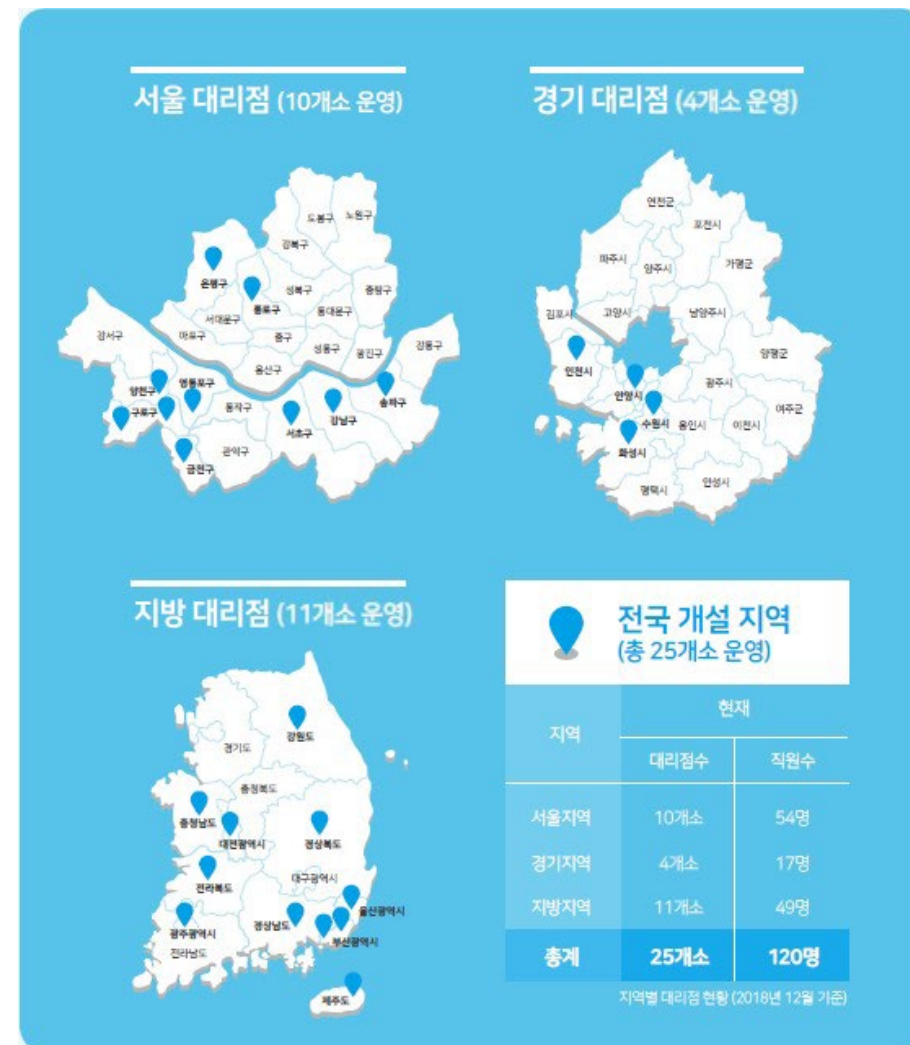 서울 대리점 (10개소 운영)
도봉구
노원구
강북구
은평구
성북구
중랑구
종로구
서대문구
동대문구
강서구
마포구
중구
성동구
광진구
강동구
용산구
양천구
영등포구
송파구
구로구
동작구
서초구
강남구
금천구
관악구
경기 대리점 (4개소 운영)
연천군
포천시
파주시
양주시
가평군
김포시
고양시
남양주시
양평군
인천시
안양시
광주시
수원시
용인시
이천시
여주군
화성시
평택시
안성시
지방 대리점 (11개소 운영)
강원도
경기도
충청북도
충청남도
대전광역시
경상북도
전라북도
대구광역시
울산광역시
광주광역시
경상남도
부산광역시
전라남도
제주도
전국 개설 지역
(총 25개소 운영)
지역
현재
대리점수 직원수
서울지역 10개소 54명
경기지역 4개소 17명
지방지역 11개소 49명
총계 25개소 120명
지역별 대리점 현황 (2018년 12월 기준)